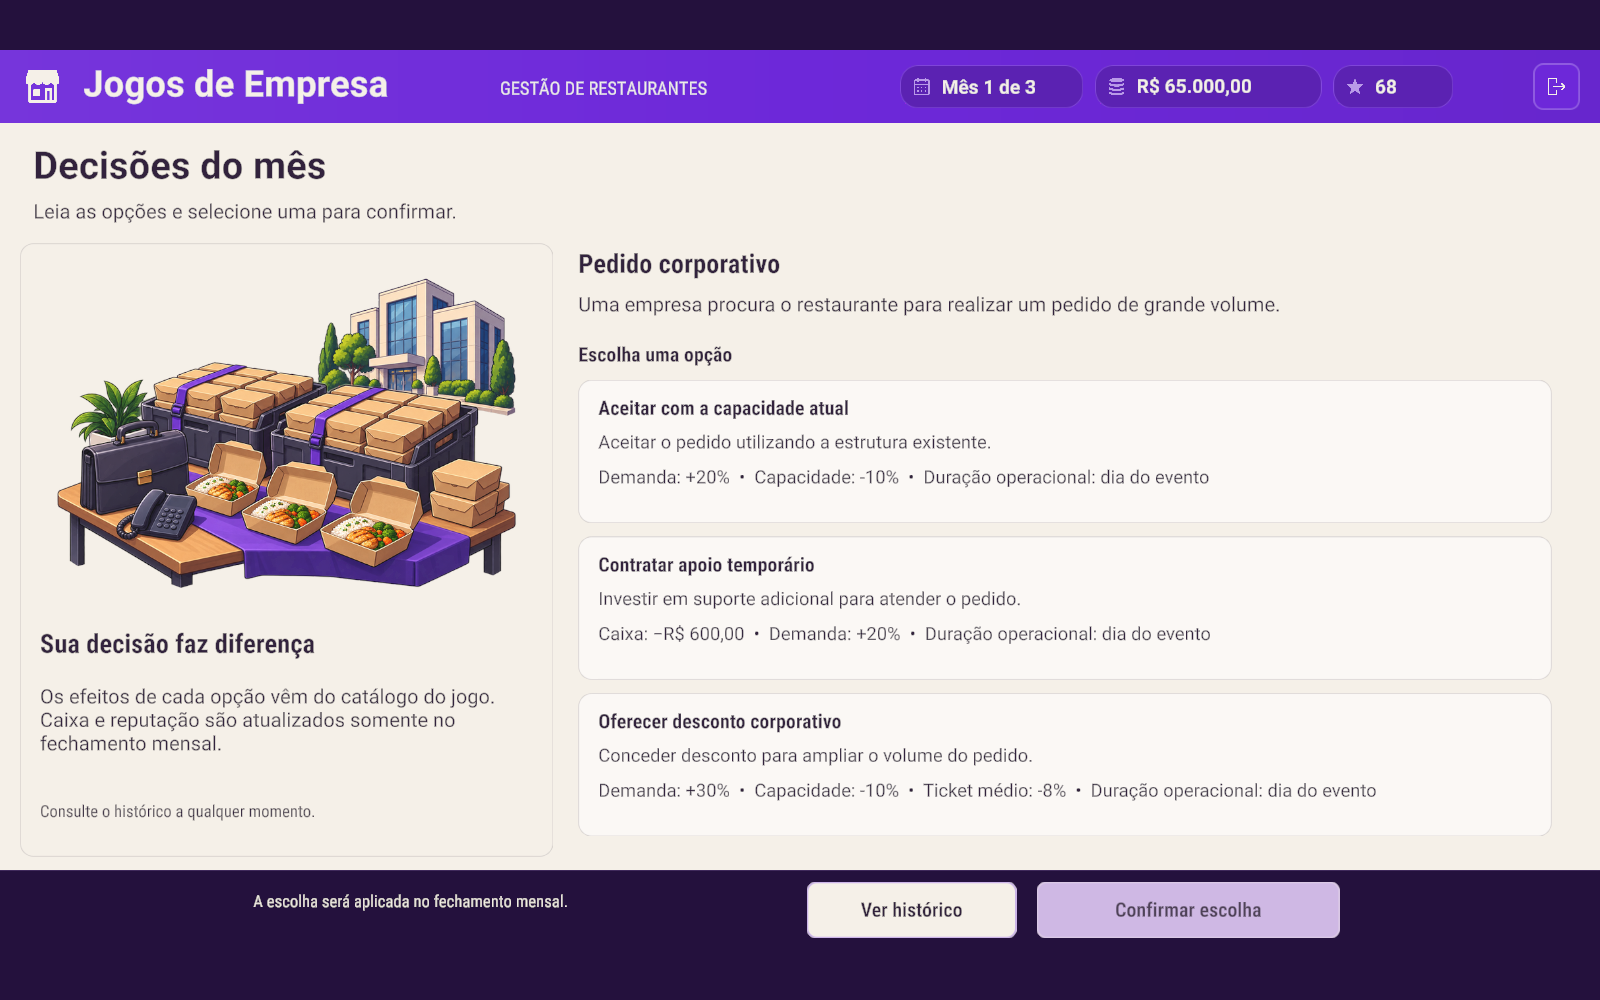 Jogos de Empresa
GESTÃO DE RESTAURANTES
Mês 1 de 3
R$ 65.000,00
68
Decisões do mês
Leia as opções e selecione uma para confirmar.
Sua decisão faz diferença
Os efeitos de cada opção vêm do catálogo do jogo.
Caixa e reputação são atualizados somente no
fechamento mensal.
Consulte o histórico a qualquer momento.
Pedido corporativo
Uma empresa procura o restaurante para realizar um pedido de grande volume.
Escolha uma opção
Aceitar com a capacidade atual
Aceitar o pedido utilizando a estrutura existente.
Demanda: +20% • Capacidade: -10% • Duração operacional: dia do evento
Contratar apoio temporário
Investir em suporte adicional para atender o pedido.
Caixa: −R$ 600,00 • Demanda: +20% • Duração operacional: dia do evento
Oferecer desconto corporativo
Conceder desconto para ampliar o volume do pedido.
Demanda: +30% • Capacidade: -10% • Ticket médio: -8% • Duração operacional: dia do evento
A escolha será aplicada no fechamento mensal.
Ver histórico
Confirmar escolha